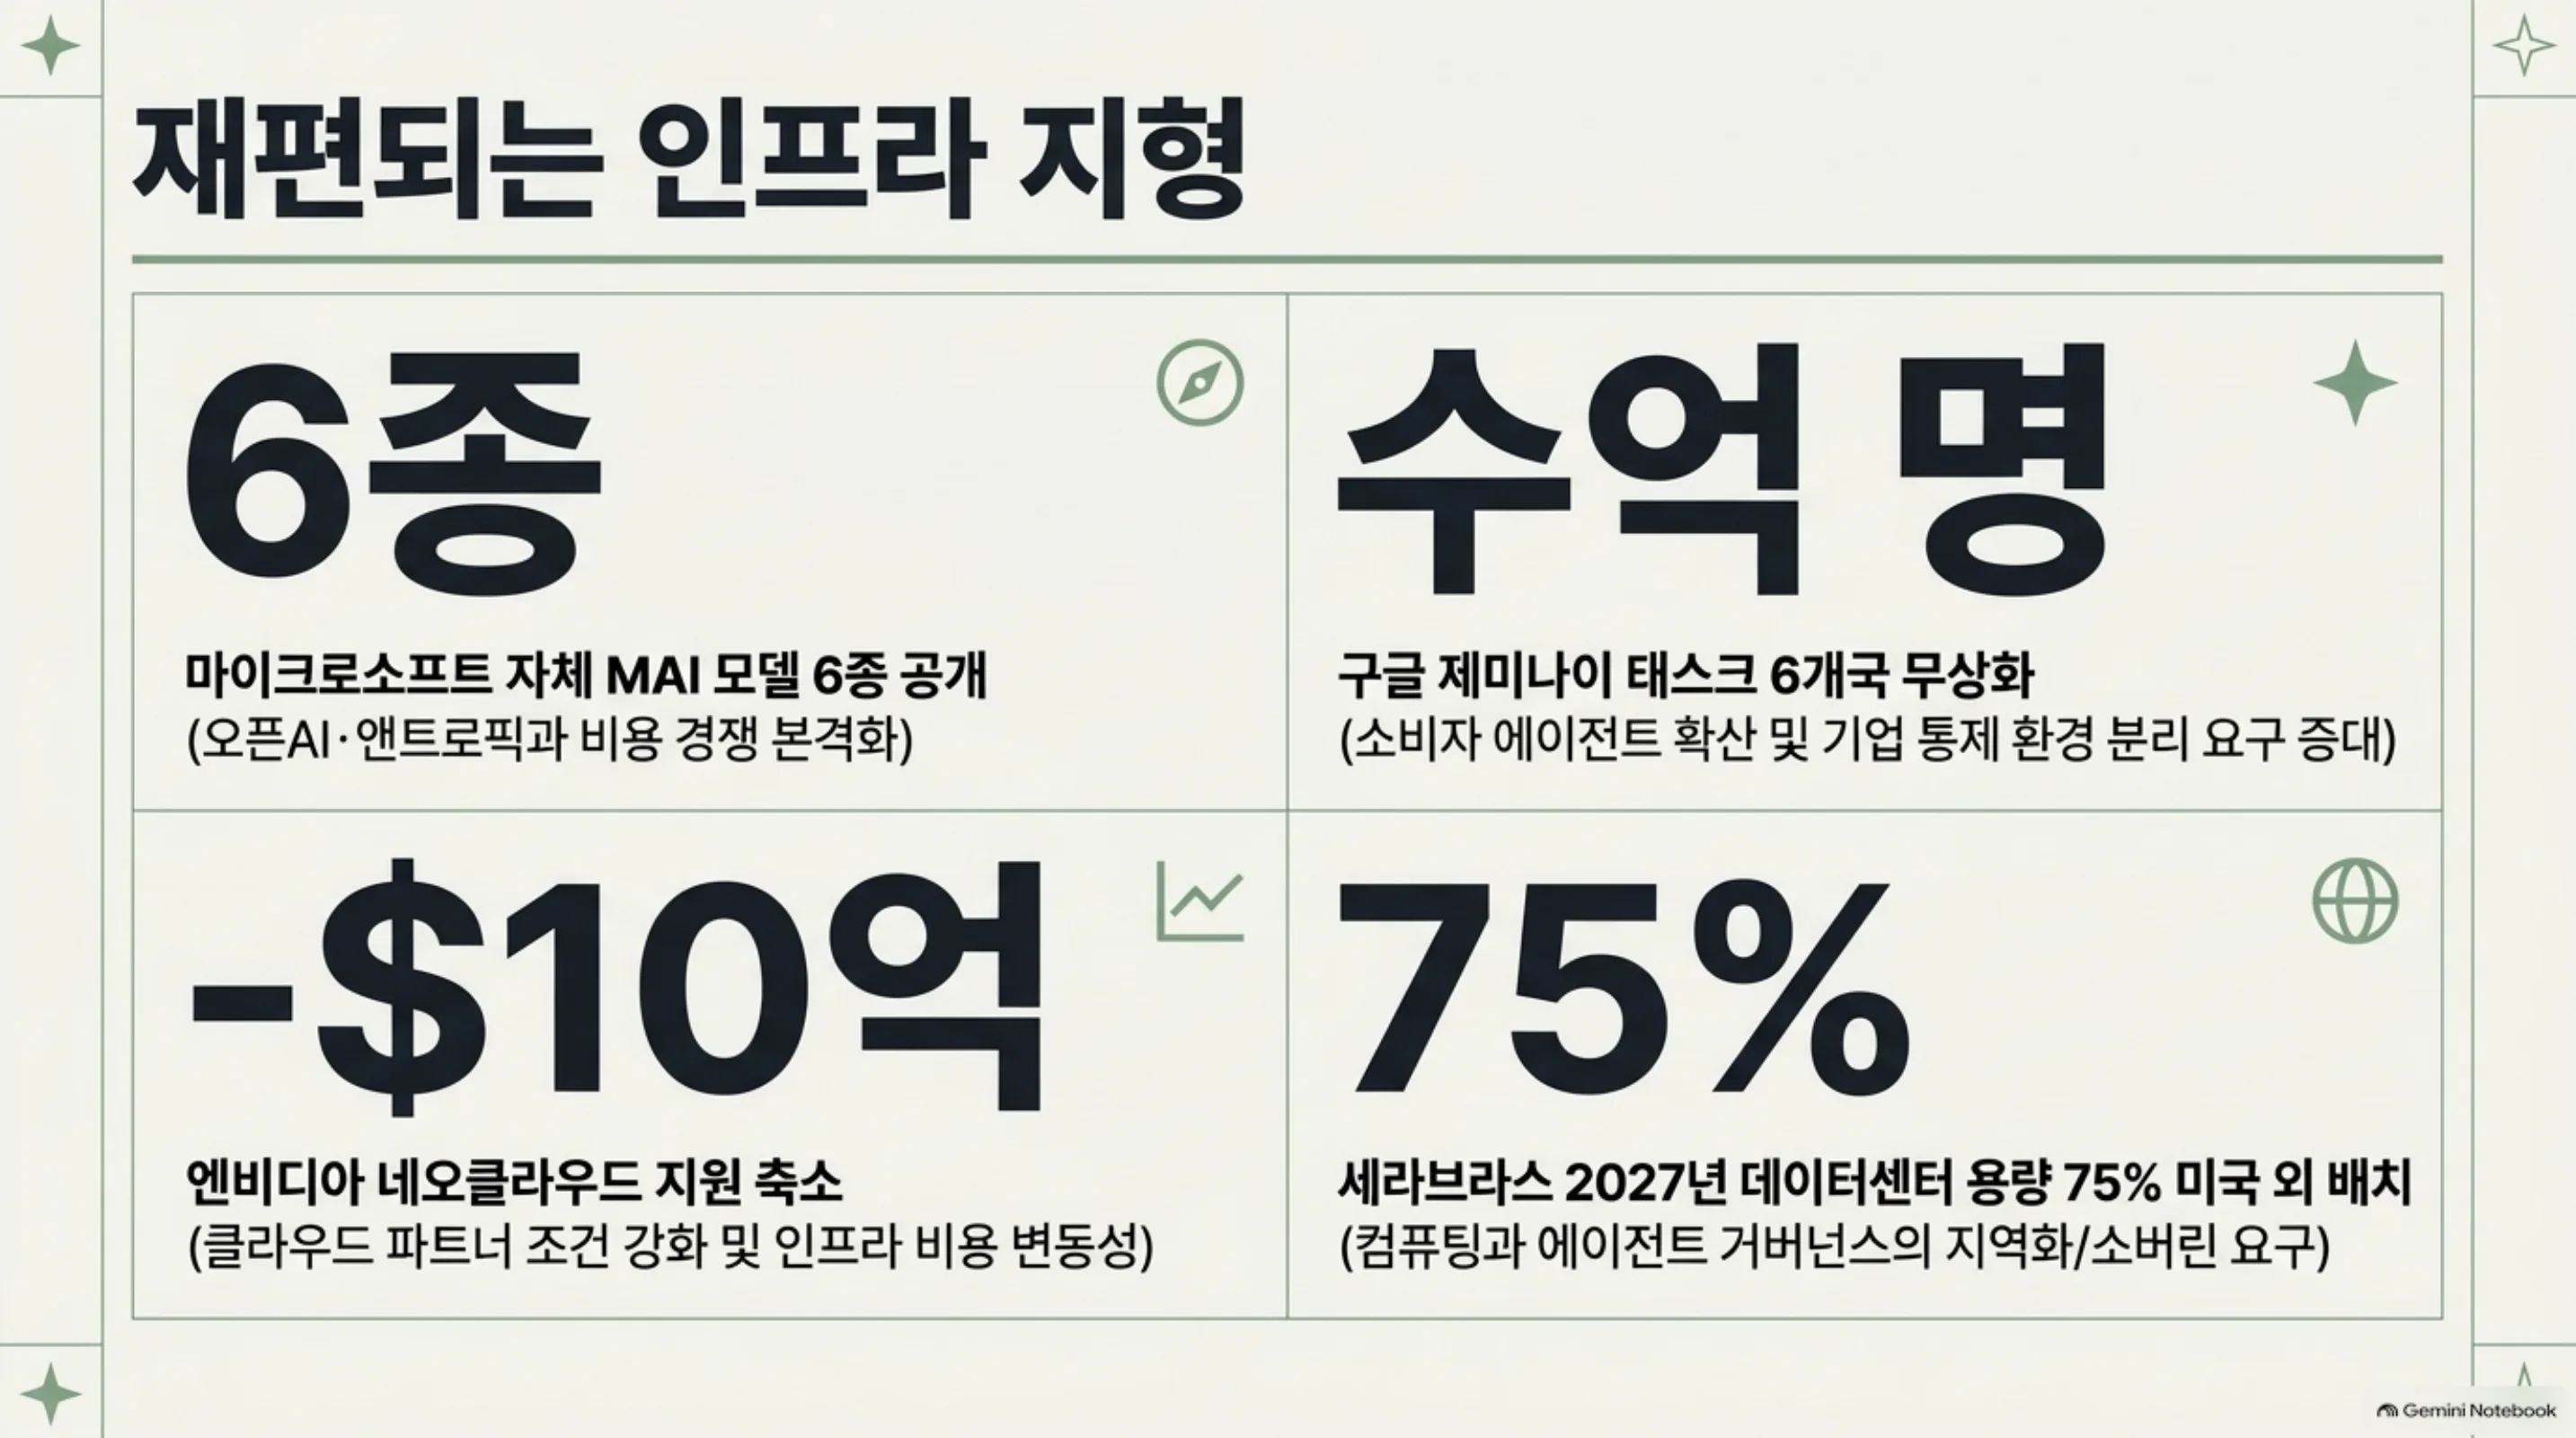 재편되는 인프라 지형
6종
마이크로소프트 자체 MAI 모델 6종 공개
(오픈AI·앤트로픽과 비용 경쟁 본격화)
수억 명
구글 제미나이 태스크 6개국 무상화
(소비자 에이전트 확산 및 기업 통제 환경 분리 요구 증대)
-$10억
엔비디아 네오클라우드 지원 축소
(클라우드 파트너 조건 강화 및 인프라 비용 변동성)
75%
세라브라스 2027년 데이터센터 용량 75% 미국 외 배치
(컴퓨팅과 에이전트 거버넌스의 지역화/소버린 요구)
Gemini Notebook